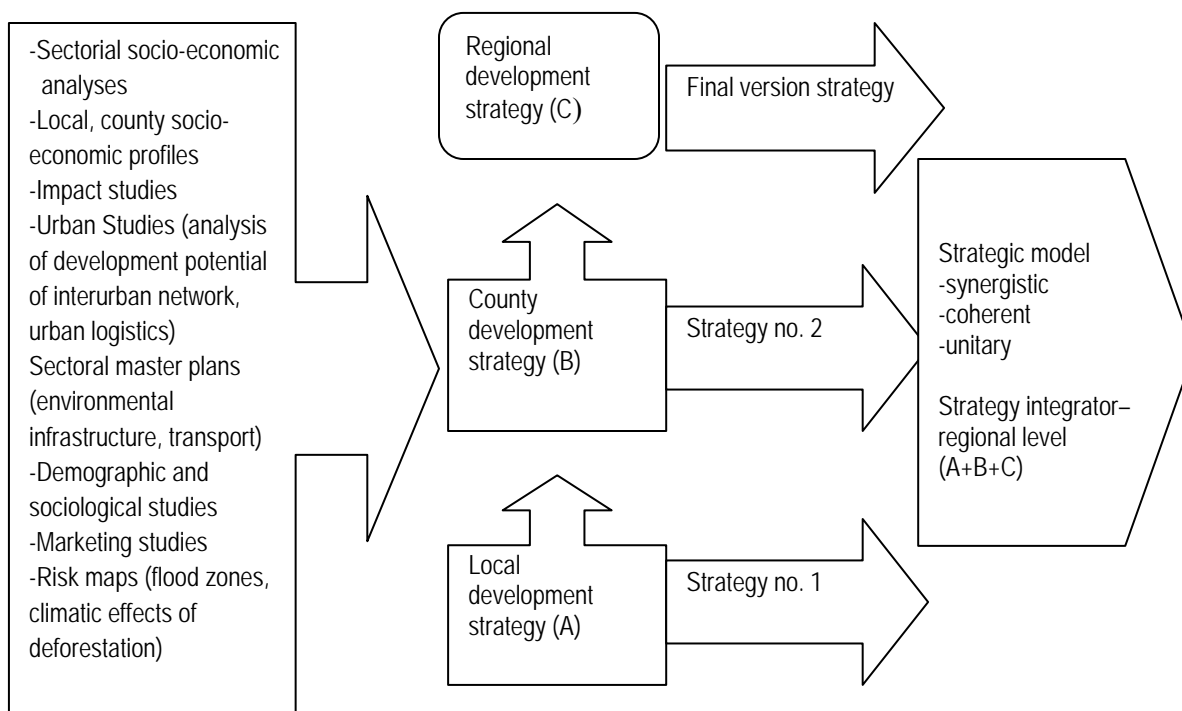 -Sectorial socio-economic
analyses
-Local, county socio-
economic profiles
-Impact studies
-Urban Studies (analysis
of development potential
of interurban network,
urban logistics)
Sectoral master plans
(environmental
infrastructure, transport)
-Demographic and
sociological studies
-Marketing studies
-Risk maps (flood zones,
climatic effects of
deforestation)
Regional
development
strategy (C)
Final version strategy
County
development
strategy (B)
Strategy no. 2
Local
development
strategy (A)
Strategy no. 1
Strategic model
-synergistic
-coherent
-unitary
Strategy integrator–
regional level
(A+B+C)